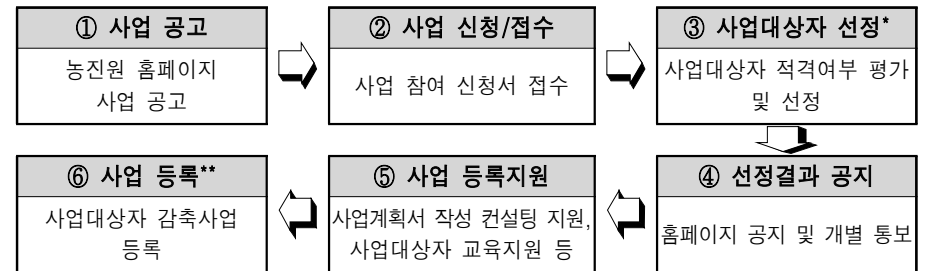 ① 사업 공고
농진원 홈페이지
사업 공고
② 사업 신청/접수
사업 참여 신청서 접수
③ 사업대상자 선정*
사업대상자 적격여부 평가
및 선정
④ 선정결과 공지
홈페이지 공지 및 개별 통보
⑤ 사업 등록지원
사업계획서 작성 컨설팅 지원,
사업대상자 교육지원 등
⑥ 사업 등록**
사업대상자 감축사업
등록